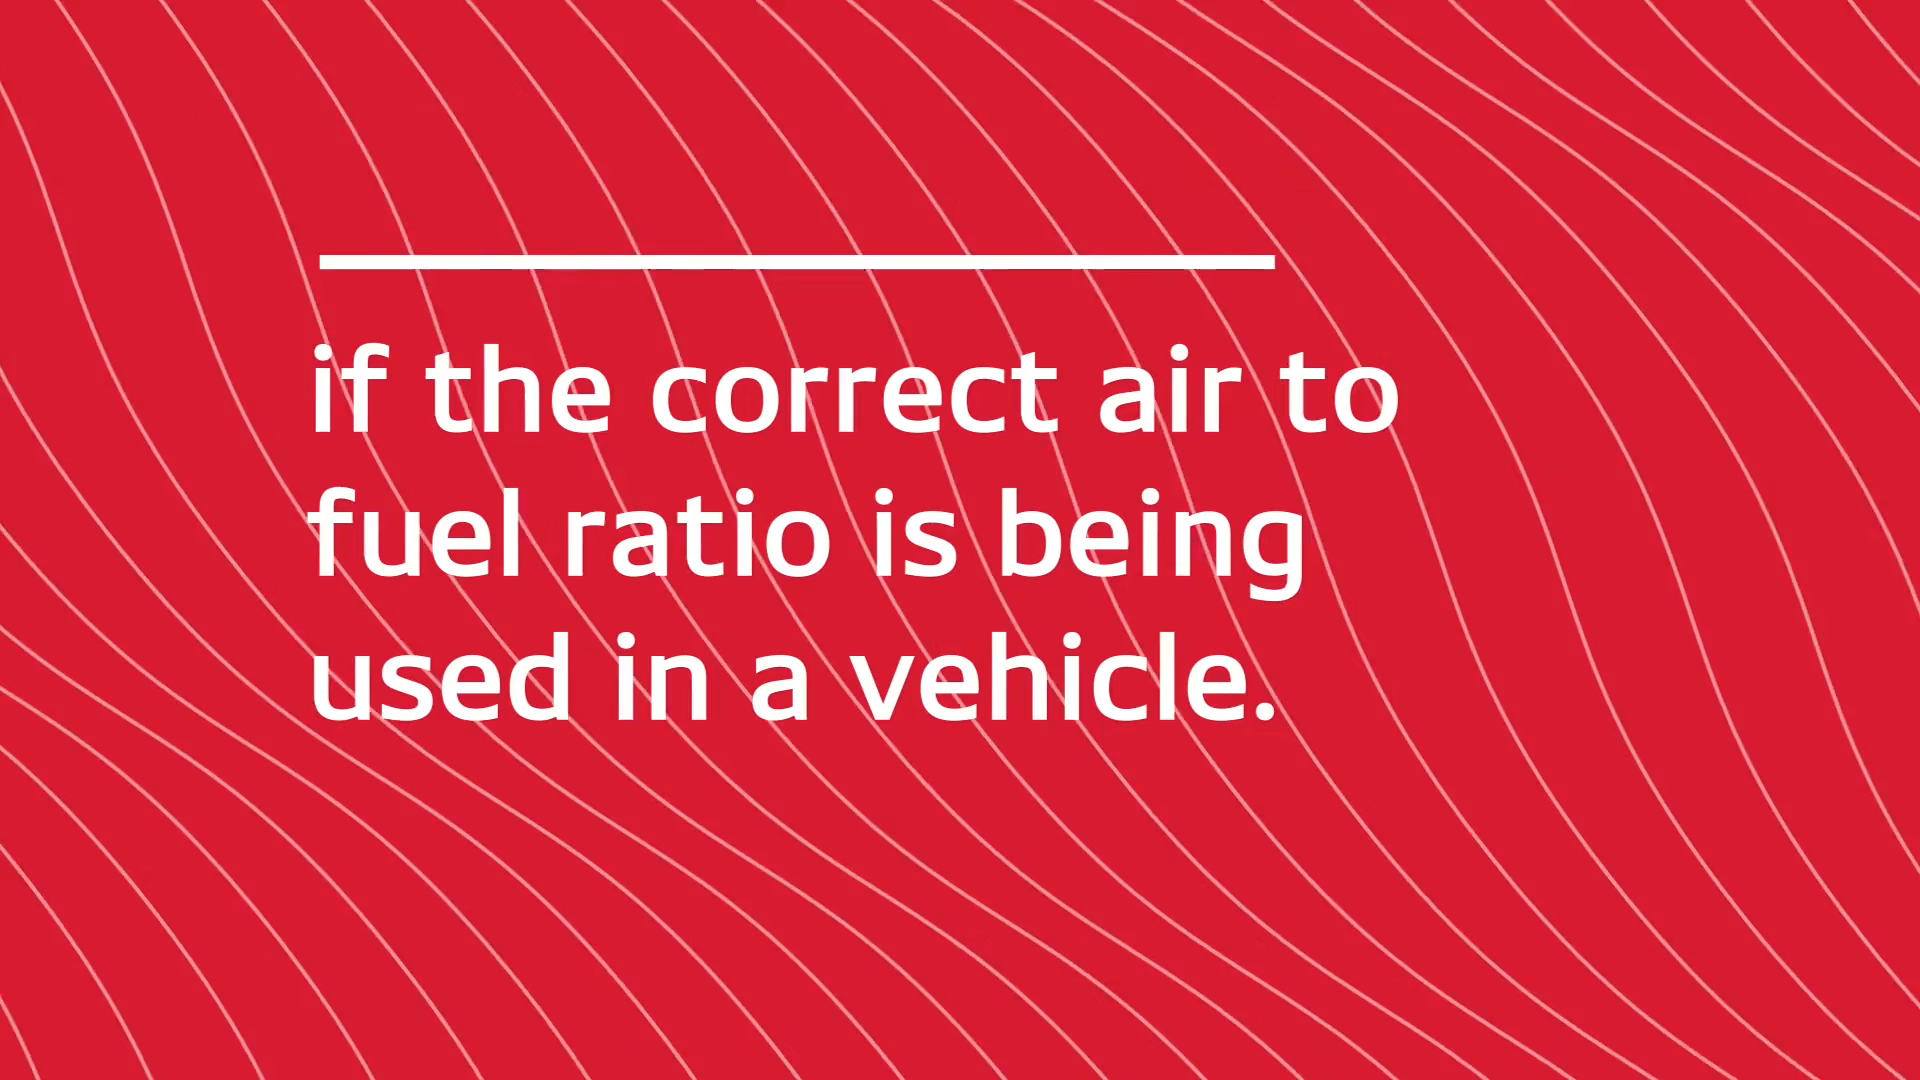 if the correct air to
fuel ratio is being
used in a vehicle.